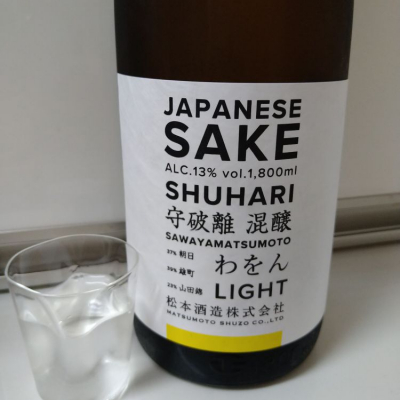 JAPANESE
SAKE
ALC.13% vol.1,800ml
SHUHARI
守破離 混醸
SAWAYAMATSUMOTO
37% 朝日
わをん
雄町
山田錦
LIGHT
松本酒造株式会社
MATSUMOTO SHUZO CO.,LTD